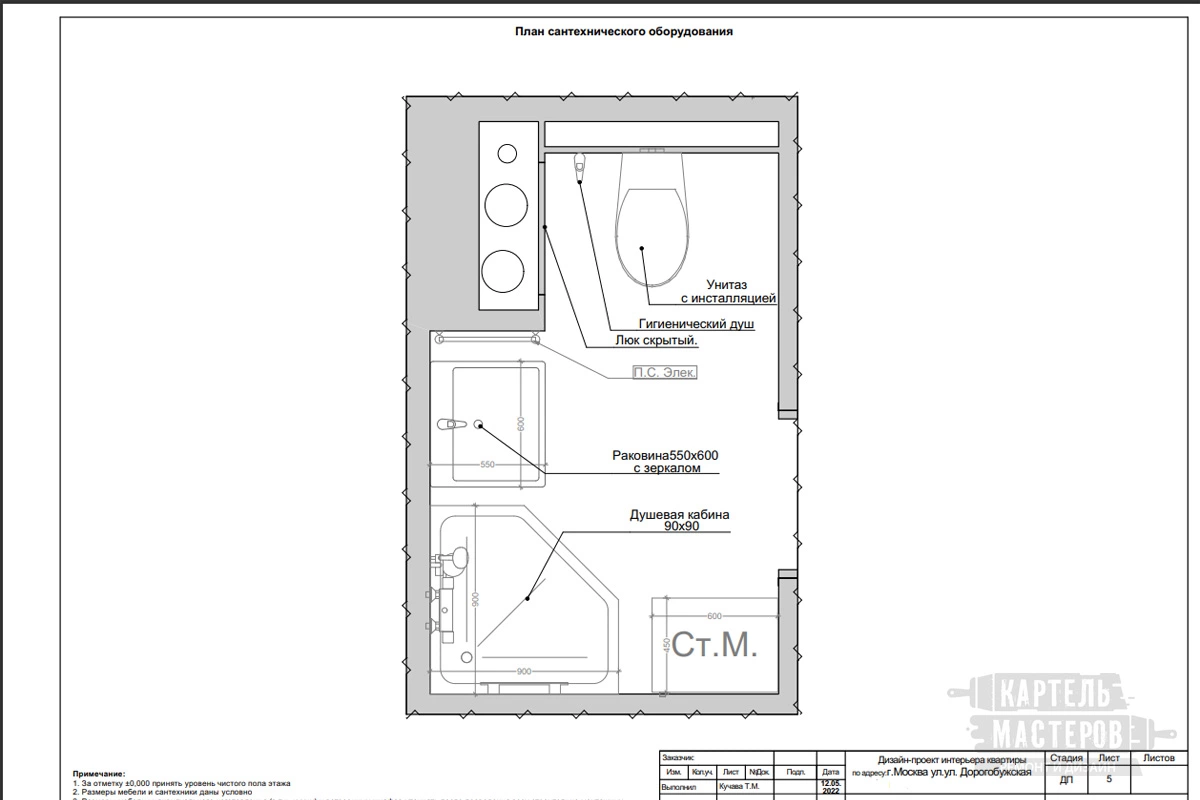 План сантехнического оборудования
Унитаз
с инсталляцией
Гигиенический душ
Люк скрытый.
П.С. Элек.
600
550
Раковина550х600
с зеркалом
Душевая кабина
90х90
900
900
600
450
Ст.М.
КАРТЕЛЬ
МАСТЕРОВ
Примечание:
1. За отметку ±0,000 принять уровень чистого пола этажа
2. Размеры мебели и сантехники даны условно
Заказчик:
Изм. Кол.уч. Лист №Док. Подп. Дата
Выполнил Кучава Т.М. 12.05.
2022
Дизайн-проект интерьера квартиры
по адресу:г.Москва ул.ул. Дорогобужская
Стадия Лист Листов
ДП 5